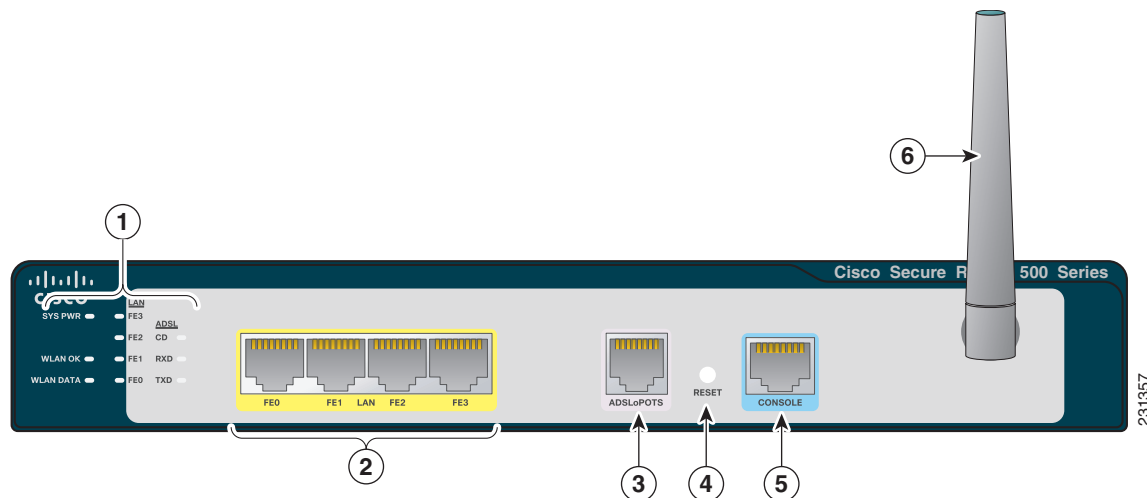 6
1
Cisco Secure R 500 Series
CISCO
LAN
SYS PWR FE3
ADSL
FE2 CD
WLAN OK FE1 RXD
WLAN DATA FE0 TXD
FE0 FE1 LAN FE2 FE3
ADSLoPOTS
RESET
CONSOLE
231357
2
3
4
5